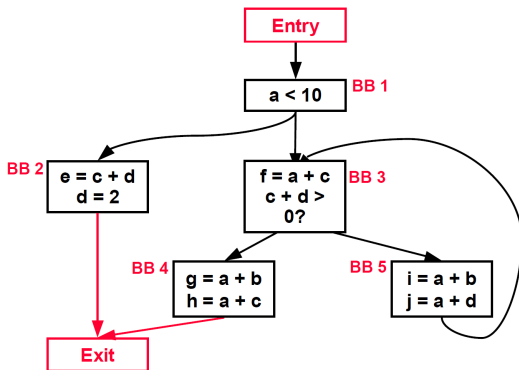 Entry
a < 10
BB 1
BB 2
e = c + d
d = 2
f = a + c
c + d >
0?
BB 3
BB 4
g = a + b
h = a + c
BB 5
i = a + b
j = a + d
Exit